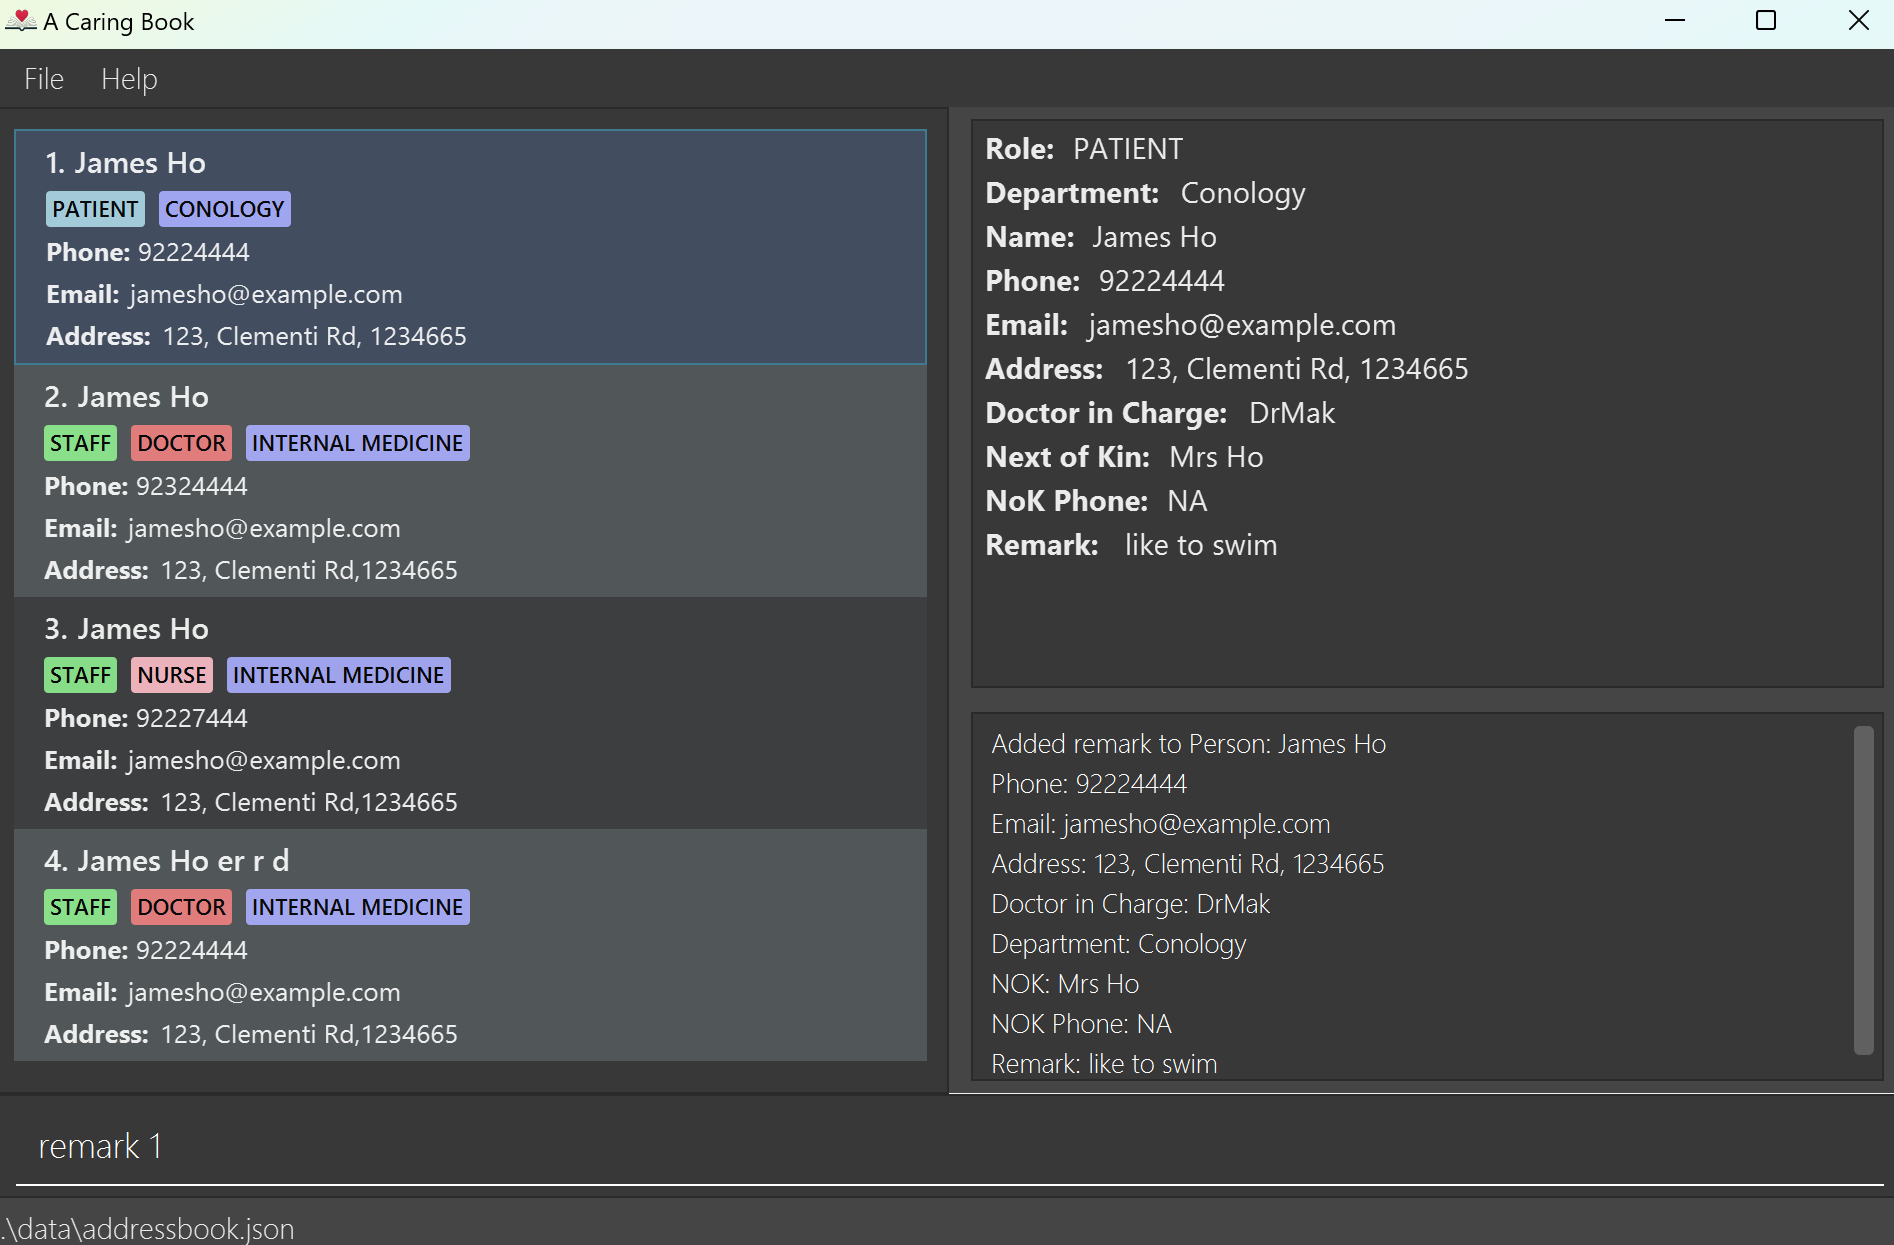 A Caring Book
File Help
1. James Ho
PATIENT CONOLOGY
Phone: 92224444
Email: jamesho@example.com
Address: 123, Clementi Rd, 1234665
2. James Ho
STAFF DOCTOR INTERNAL MEDICINE
Phone: 92324444
Email: jamesho@example.com
Address: 123, Clementi Rd,1234665
3. James Ho
STAFF NURSE INTERNAL MEDICINE
Phone: 92227444
Email: jamesho@example.com
Address: 123, Clementi Rd,1234665
4. James Ho er r d
STAFF DOCTOR INTERNAL MEDICINE
Phone: 92224444
Email: jamesho@example.com
Address: 123, Clementi Rd,1234665
Role: PATIENT
Department: Conology
Name: James Ho
Phone: 92224444
Email: jamesho@example.com
Address: 123, Clementi Rd, 1234665
Doctor in Charge: DrMak
Next of Kin: Mrs Ho
NoK Phone: NA
Remark: like to swim
Added remark to Person: James Ho
Phone: 92224444
Email: jamesho@example.com
Address: 123, Clementi Rd, 1234665
Doctor in Charge: DrMak
Department: Conology
NOK: Mrs Ho
NOK Phone: NA
Remark: like to swim
remark 1
.\data\addressbook.json